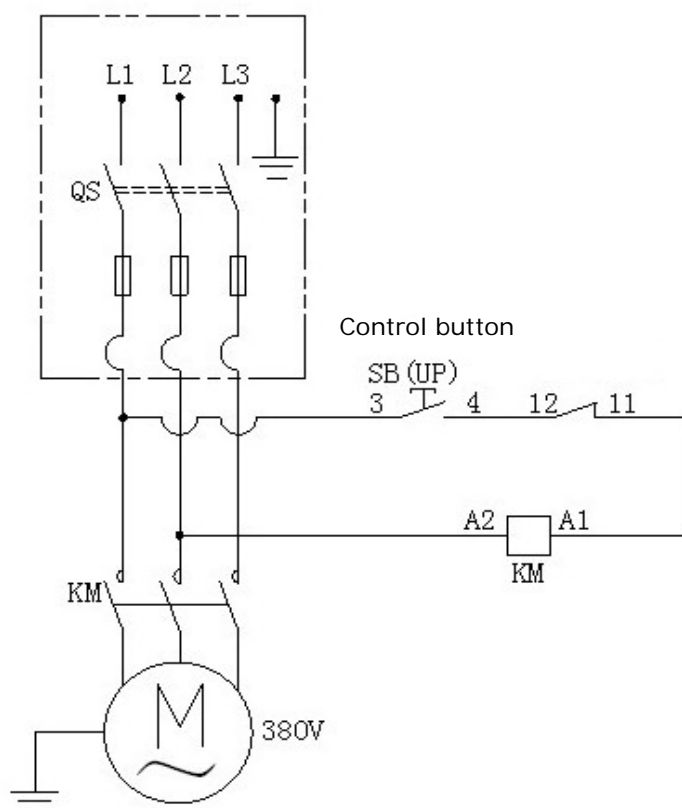 L1 L2 L3
QS
Control button
SB(UP)
3 4 12 11
A2 A1
KM
KM
M
380V